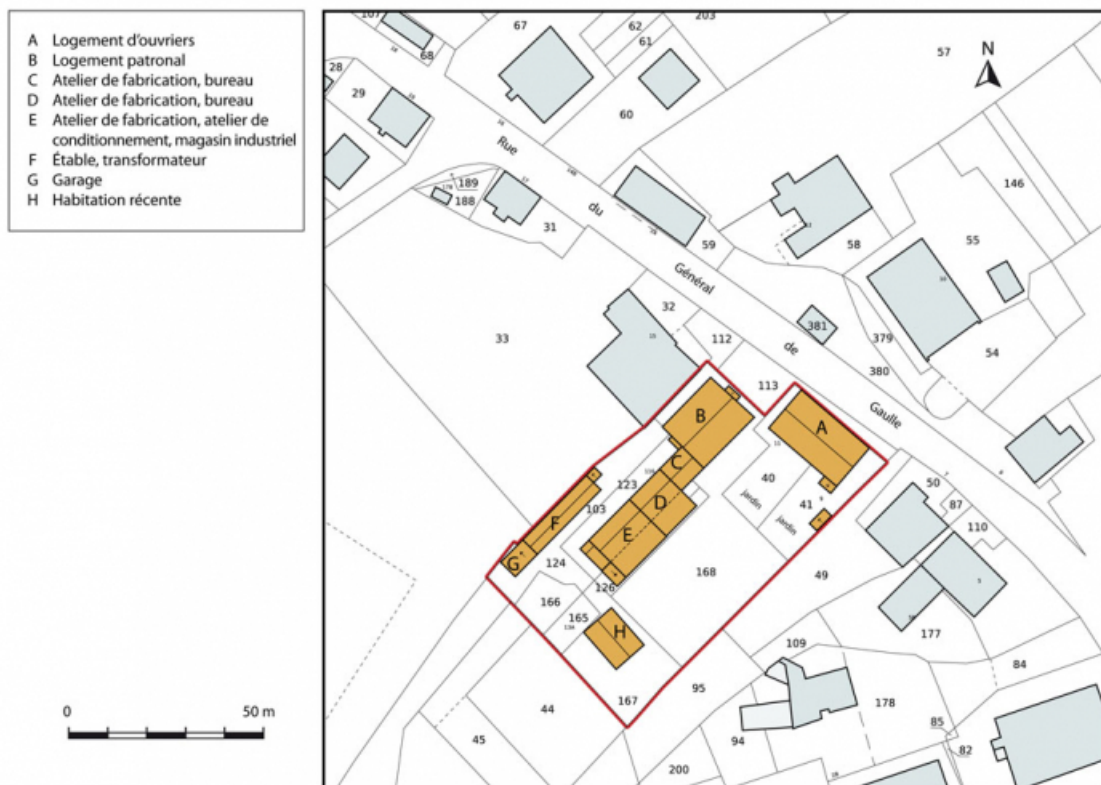 A Logement d'ouvriers
B Logement patronal
C Atelier de fabrication, bureau
D Atelier de fabrication, bureau
E Atelier de fabrication, atelier de
conditionnement, magasin industriel
F Étable, transformateur
G Garage
H Habitation récente
0 50 m
N
107
68
67
62
61
203
57
28
29
60
146
Rue
du
Général
de
Gaulle
189
188
31
59
58
55
32
33
112
113
381
379
380
54
B
A
C
D
E
F
G
H
123
103
124
126
166
165
167
168
40
jardin
41
jardin
50
87
110
49
177
109
84
95
44
45
94
178
85
82
200